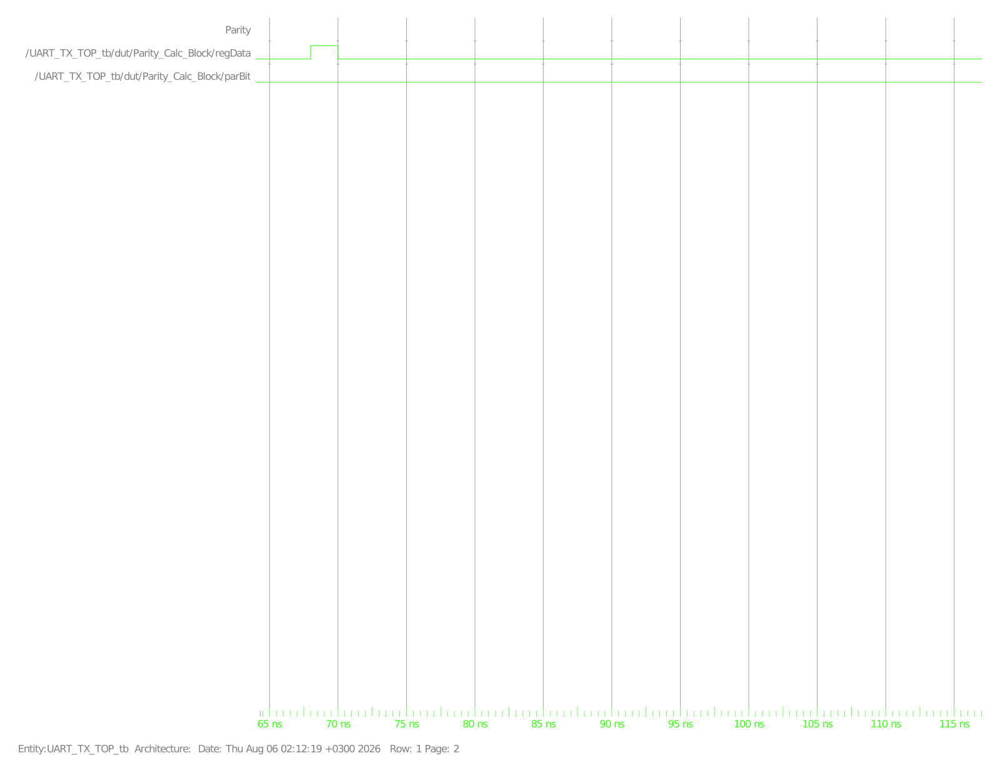 Parity
/UART_TX_TOP_tb/dut/Parity_Calc_Block/regData
/UART_TX_TOP_tb/dut/Parity_Calc_Block/parBit
65 ns 70 ns 75 ns 80 ns 85 ns 90 ns 95 ns 100 ns 105 ns 110 ns 115 ns
Entity:UART_TX_TOP_tb Architecture: Date: Thu Aug 06 02:12:19 +0300 2026 Row: 1 Page: 2